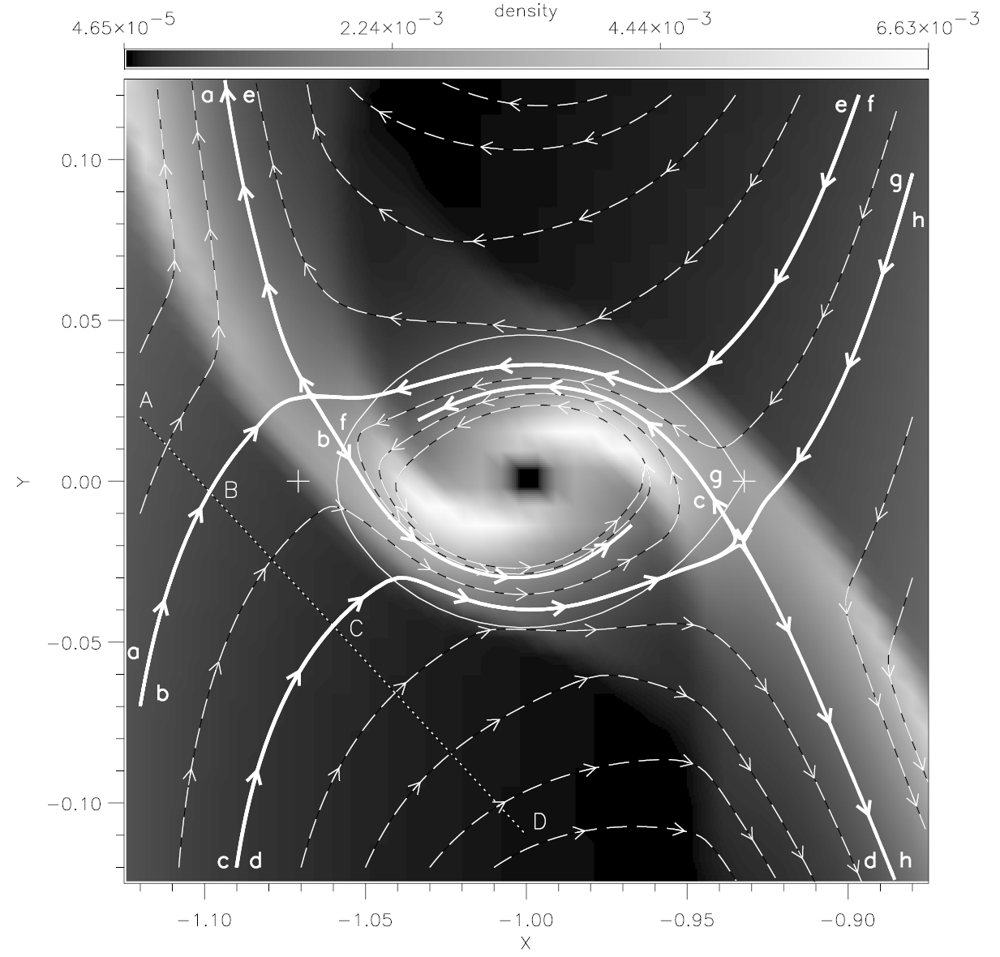 density
4.65×10^-5 2.24×10^-3 4.44×10^-3 6.63×10^-3
a e e f
g
0.10
h
0.05
A
f
b
B g
0.00 c
Y
C
-0.05 a
b
-0.10
D
c d d h
-1.10 -1.05 -1.00 -0.95 -0.90
X